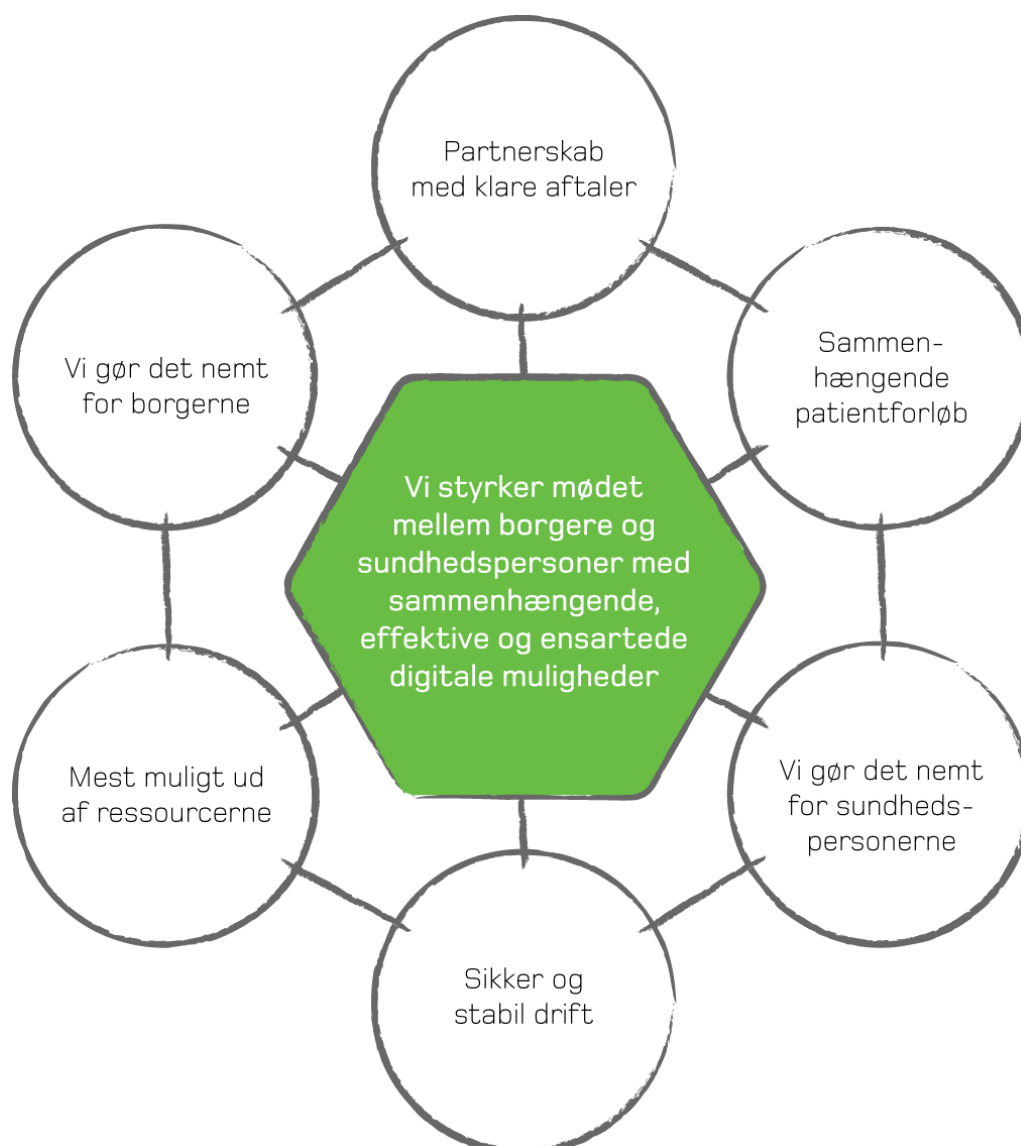 Partnerskab
med klare aftaler
Vi gør det nemt
for borgerne
Sammen-
hængende
patientforløb
Vi styrker mødet
mellem borgere og
sundhedspersoner med
sammenhængende,
effektive og ensartede
digitale muligheder
Mest muligt ud
af ressourcerne
Vi gør det nemt
for sundheds-
personerne
Sikker og
stabil drift